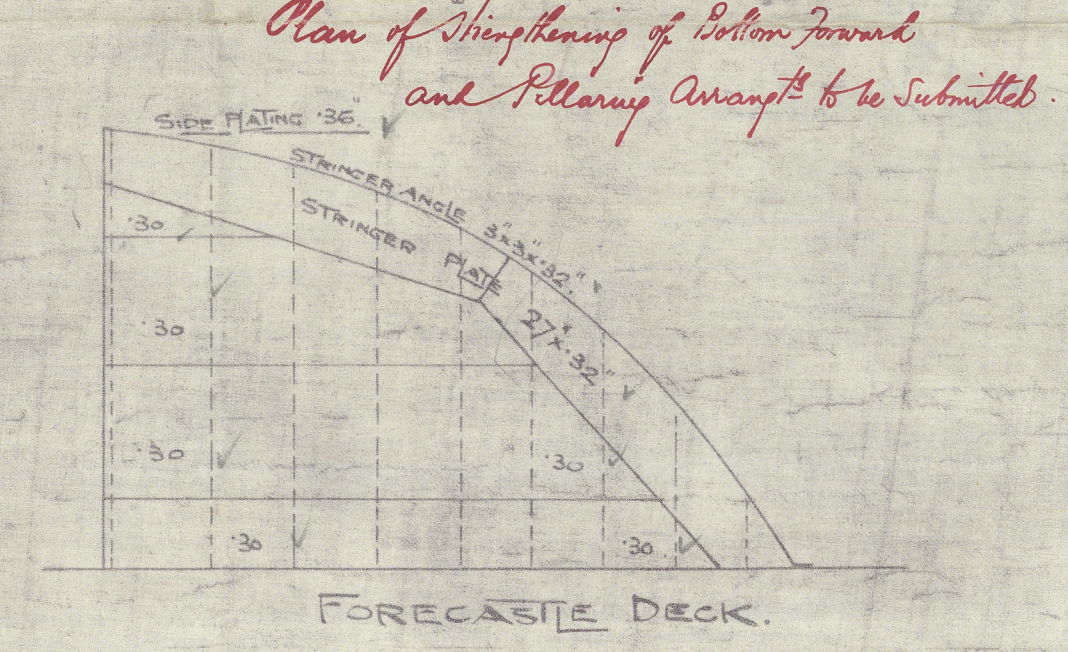 Plan of Strengthening of Bottom Forward
and Pillaring Arrangts to be Submitted.
SIDE PLATING .36"
STRINGER ANGLE 3"x3"x.32"
STRINGER PLATE
27"x.32"
.30
.30
.30
.30
.30
.30
FORECASTLE DECK.